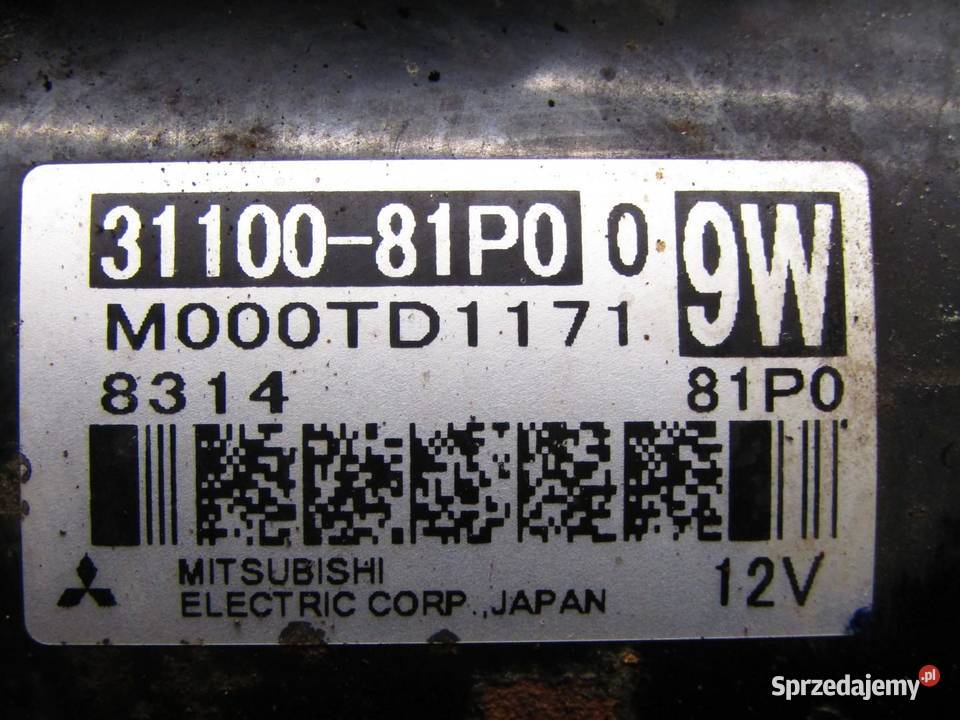 31100-81P0 0 9W
M000TD1171
8314 81P0
MITSUBISHI
ELECTRIC CORP.,JAPAN 12V
Sprzedajemy.pl